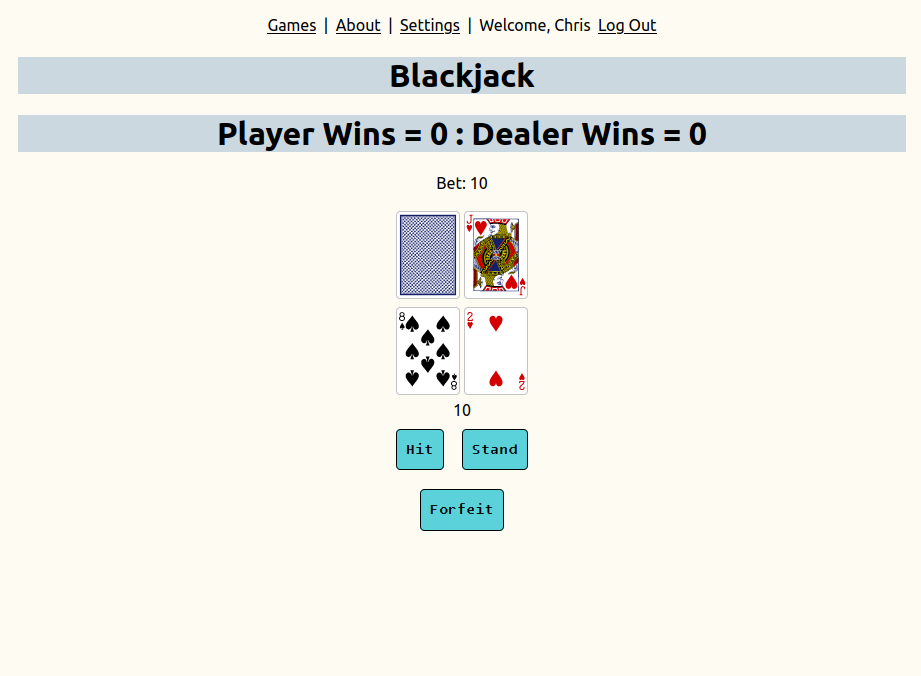 Games | About | Settings | Welcome, Chris Log Out
Blackjack
Player Wins = 0 : Dealer Wins = 0
Bet: 10
J
J
8
2
8
2
10
Hit Stand
Forfeit